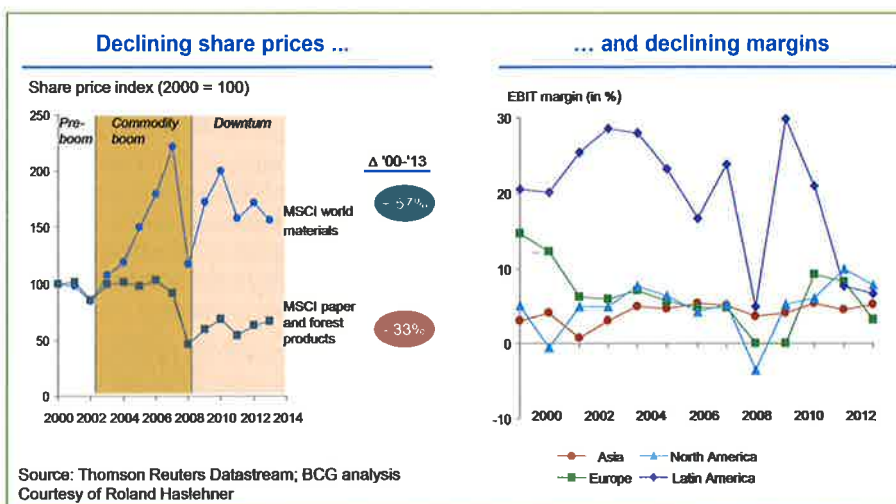 Declining share prices ...
... and declining margins
Share price index (2000 = 100)
250
200
150
100
50
0
Pre-
boom
Commodity
boom
Downturn
2000 2002 2004 2006 2008 2010 2012 2014
MSCI world
materials
MSCI paper
and forest
products
Δ '00-'13
- 33%
EBIT margin (in %)
30
20
10
0
-10
2000 2002 2004 2006 2008 2010 2012
Asia
North America
Europe
Latin America
Source: Thomson Reuters Datastream; BCG analysis
Courtesy of Roland Haslehner